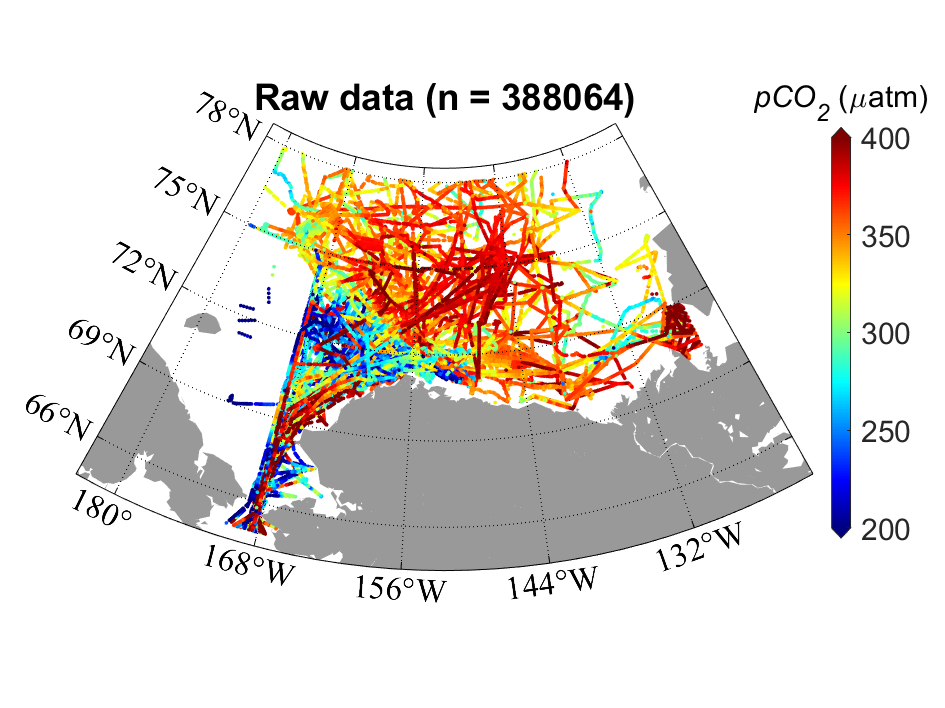 Raw data (n = 388064)
pCO2 (μatm)
78°N
75°N
72°N
69°N
66°N
180°
168°W
156°W
144°W
132°W
400
350
300
250
200